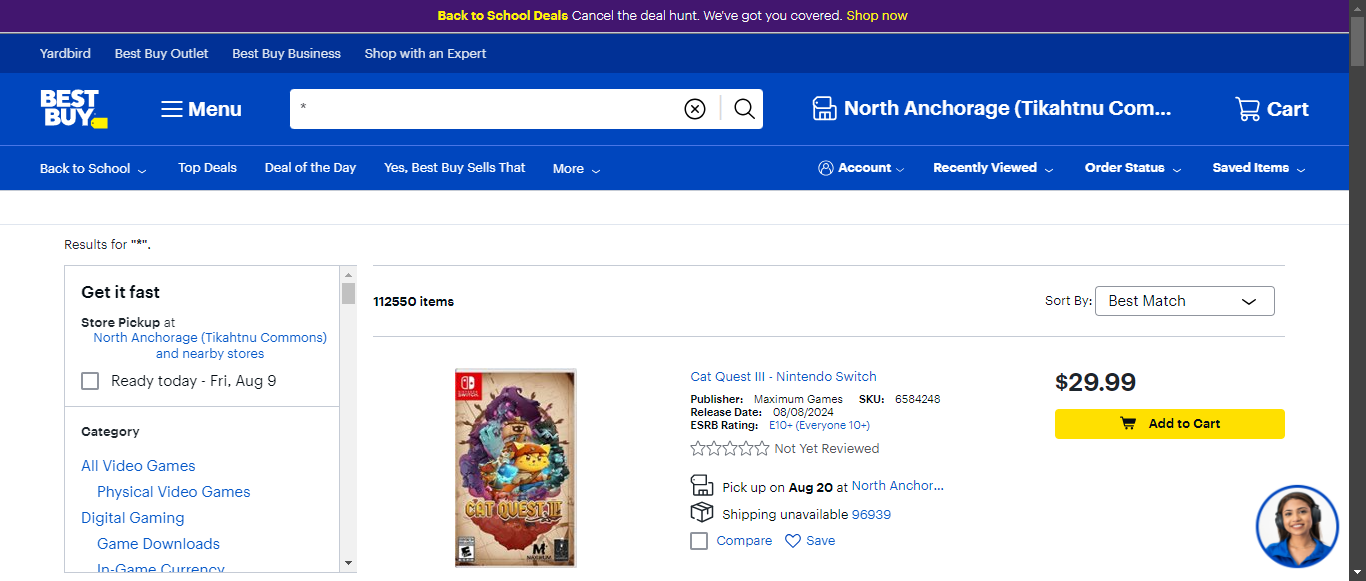 Back to School Deals Cancel the deal hunt. We've got you covered. Shop now
Yardbird Best Buy Outlet Best Buy Business Shop with an Expert
BEST BUY
Menu
*
North Anchorage (Tikahtnu Com...
Cart
Back to School Top Deals Deal of the Day Yes, Best Buy Sells That More Account Recently Viewed Order Status Saved Items
Results for "*".
Get it fast
Store Pickup at
North Anchorage (Tikahtnu Commons)
and nearby stores
Ready today - Fri, Aug 9
Category
All Video Games
Physical Video Games
Digital Gaming
Game Downloads
In-Game Currency
112550 items
Sort By: Best Match
NINTENDO SWITCH
CAT QUEST III
EVERYONE 10+
MAXIMUM
Cat Quest III - Nintendo Switch
Publisher: Maximum Games SKU: 6584248
Release Date: 08/08/2024
ESRB Rating: E10+ (Everyone 10+)
Not Yet Reviewed
Pick up on Aug 20 at North Anchor...
Shipping unavailable 96939
Compare Save
$29.99
Add to Cart